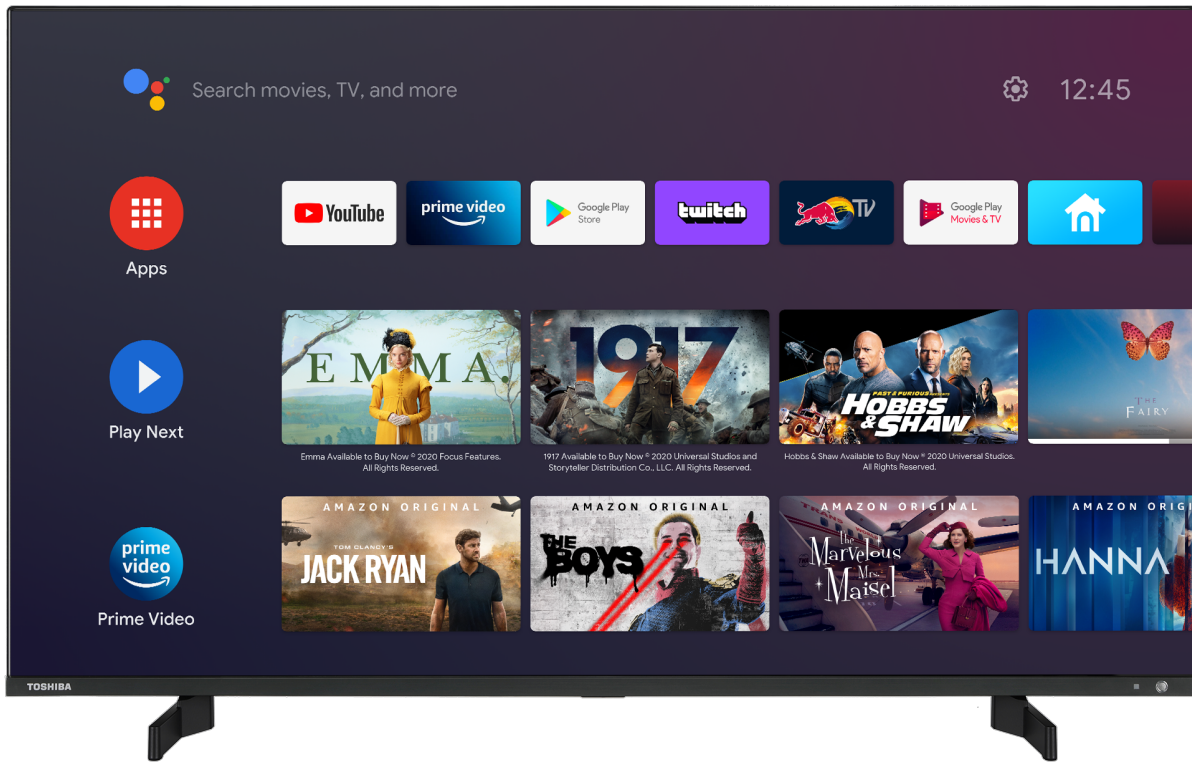 Search movies, TV, and more
12:45
YouTube
prime video
Google Play
Store
twitch
TV
Google Play
Movies & TV
Apps
EMMA.
1917
FAST & FURIOUS PRESENTS
HOBBS
& SHAW
THE
FAIRY
Play Next
Emma Available to Buy Now © 2020 Focus Features.
All Rights Reserved.
1917 Available to Buy Now © 2020 Universal Studios and
Storyteller Distribution Co., LLC. All Rights Reserved.
Hobbs & Shaw Available to Buy Now © 2020 Universal Studios.
All Rights Reserved.
AMAZON ORIGINAL
TOM CLANCY'S
JACK RYAN
AMAZON ORIGINAL
THE
BOYS
AMAZON ORIGINAL
The
Marvelous
Mrs.
Maisel
AMAZON ORIGI
HANNA
prime
video
Prime Video
TOSHIBA